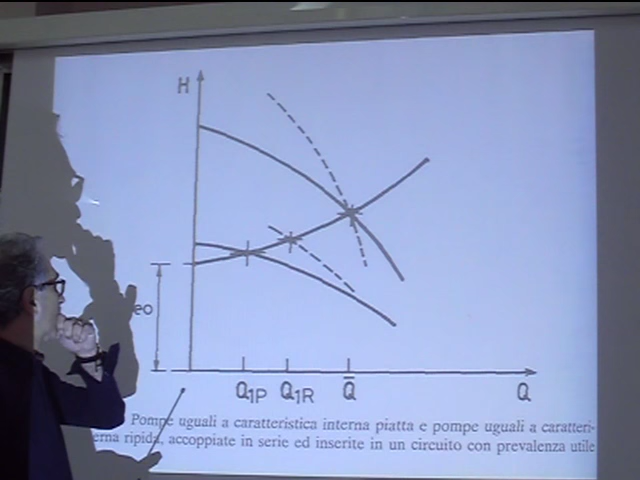 H
eo
Q1P Q1R Q̄ Q
Pompe uguali a caratteristica interna piatta e pompe uguali a caratteri-
erna ripida, accoppiate in serie ed inserite in un circuito con prevalenza utile